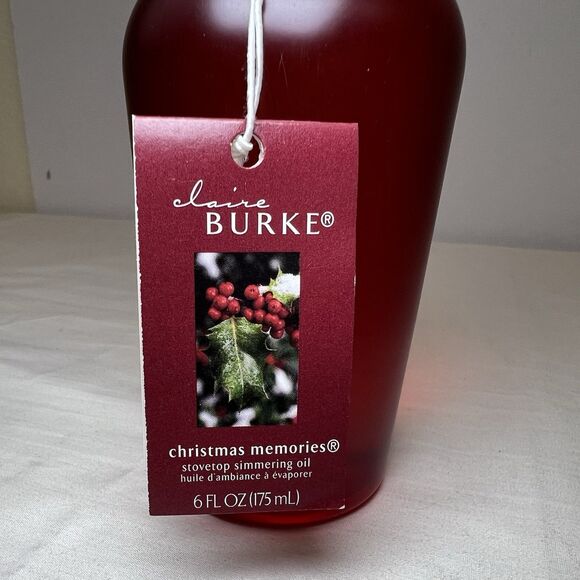 claire
BURKE®
christmas memories®
stovetop simmering oil
huile d'ambiance à évaporer
6 FL OZ (175 mL)